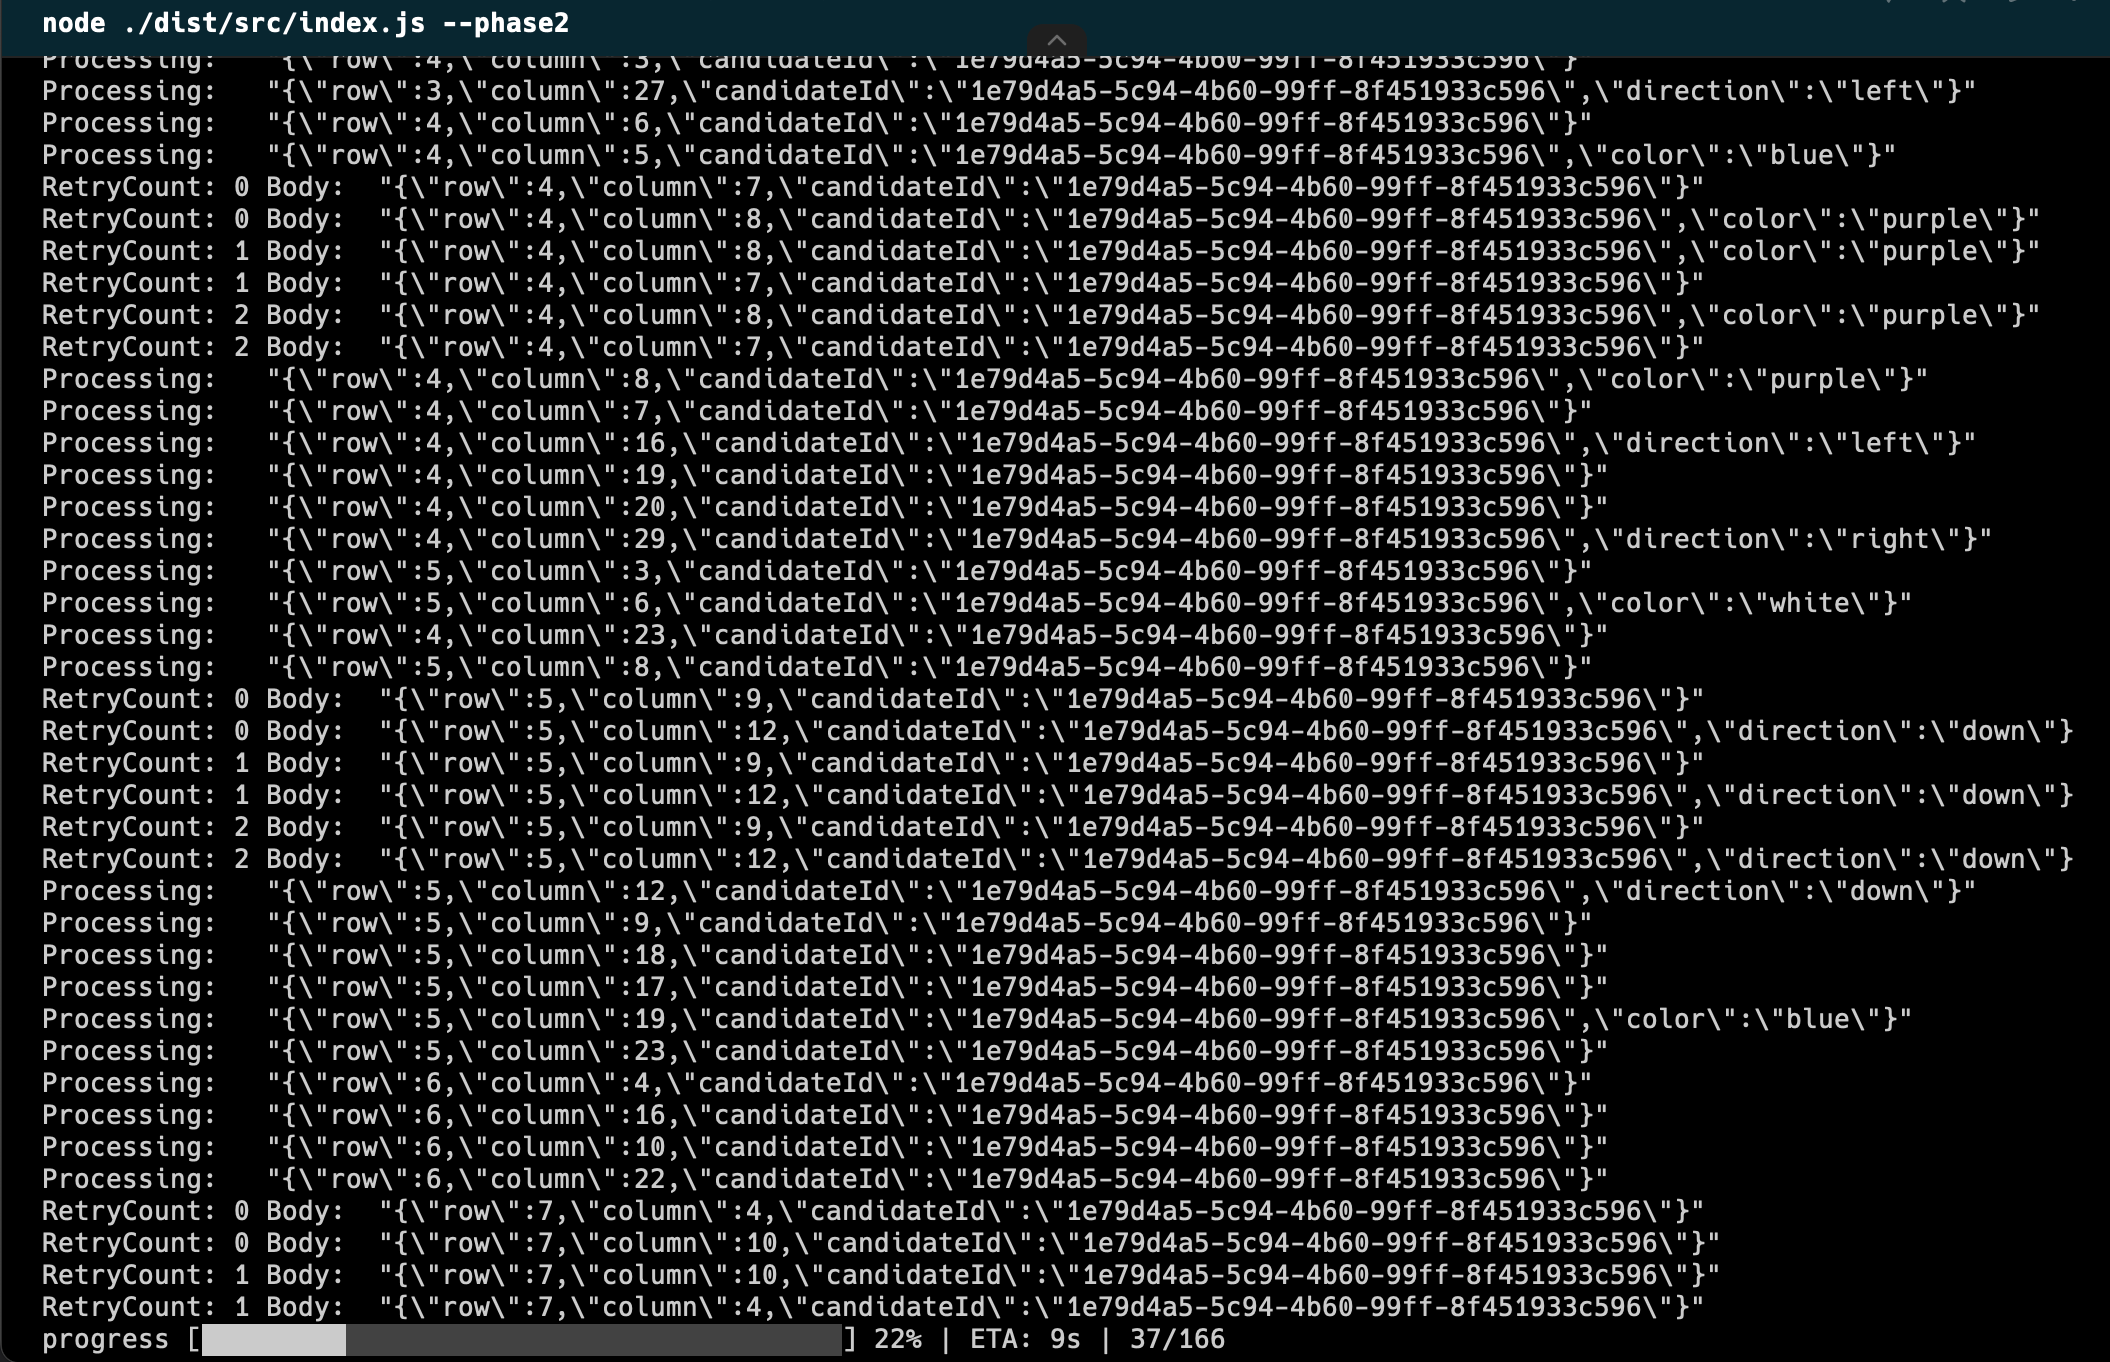 node ./dist/src/index.js --phase2
Processing:   "{\"row\":4,\"column\":3,\"candidateId\":\"1e79d4a5-5c94-4b60-99ff-8f451933c596\"}"
Processing:   "{\"row\":3,\"column\":27,\"candidateId\":\"1e79d4a5-5c94-4b60-99ff-8f451933c596\",\"direction\":\"left\"}"
Processing:   "{\"row\":4,\"column\":6,\"candidateId\":\"1e79d4a5-5c94-4b60-99ff-8f451933c596\"}"
Processing:   "{\"row\":4,\"column\":5,\"candidateId\":\"1e79d4a5-5c94-4b60-99ff-8f451933c596\",\"color\":\"blue\"}"
RetryCount: 0 Body:  "{\"row\":4,\"column\":7,\"candidateId\":\"1e79d4a5-5c94-4b60-99ff-8f451933c596\"}"
RetryCount: 0 Body:  "{\"row\":4,\"column\":8,\"candidateId\":\"1e79d4a5-5c94-4b60-99ff-8f451933c596\",\"color\":\"purple\"}"
RetryCount: 1 Body:  "{\"row\":4,\"column\":8,\"candidateId\":\"1e79d4a5-5c94-4b60-99ff-8f451933c596\",\"color\":\"purple\"}"
RetryCount: 1 Body:  "{\"row\":4,\"column\":7,\"candidateId\":\"1e79d4a5-5c94-4b60-99ff-8f451933c596\"}"
RetryCount: 2 Body:  "{\"row\":4,\"column\":8,\"candidateId\":\"1e79d4a5-5c94-4b60-99ff-8f451933c596\",\"color\":\"purple\"}"
RetryCount: 2 Body:  "{\"row\":4,\"column\":7,\"candidateId\":\"1e79d4a5-5c94-4b60-99ff-8f451933c596\"}"
Processing:   "{\"row\":4,\"column\":8,\"candidateId\":\"1e79d4a5-5c94-4b60-99ff-8f451933c596\",\"color\":\"purple\"}"
Processing:   "{\"row\":4,\"column\":7,\"candidateId\":\"1e79d4a5-5c94-4b60-99ff-8f451933c596\"}"
Processing:   "{\"row\":4,\"column\":16,\"candidateId\":\"1e79d4a5-5c94-4b60-99ff-8f451933c596\",\"direction\":\"left\"}"
Processing:   "{\"row\":4,\"column\":19,\"candidateId\":\"1e79d4a5-5c94-4b60-99ff-8f451933c596\"}"
Processing:   "{\"row\":4,\"column\":20,\"candidateId\":\"1e79d4a5-5c94-4b60-99ff-8f451933c596\"}"
Processing:   "{\"row\":4,\"column\":29,\"candidateId\":\"1e79d4a5-5c94-4b60-99ff-8f451933c596\",\"direction\":\"right\"}"
Processing:   "{\"row\":5,\"column\":3,\"candidateId\":\"1e79d4a5-5c94-4b60-99ff-8f451933c596\"}"
Processing:   "{\"row\":5,\"column\":6,\"candidateId\":\"1e79d4a5-5c94-4b60-99ff-8f451933c596\",\"color\":\"white\"}"
Processing:   "{\"row\":4,\"column\":23,\"candidateId\":\"1e79d4a5-5c94-4b60-99ff-8f451933c596\"}"
Processing:   "{\"row\":5,\"column\":8,\"candidateId\":\"1e79d4a5-5c94-4b60-99ff-8f451933c596\"}"
RetryCount: 0 Body:  "{\"row\":5,\"column\":9,\"candidateId\":\"1e79d4a5-5c94-4b60-99ff-8f451933c596\"}"
RetryCount: 0 Body:  "{\"row\":5,\"column\":12,\"candidateId\":\"1e79d4a5-5c94-4b60-99ff-8f451933c596\",\"direction\":\"down\"}
RetryCount: 1 Body:  "{\"row\":5,\"column\":9,\"candidateId\":\"1e79d4a5-5c94-4b60-99ff-8f451933c596\"}"
RetryCount: 1 Body:  "{\"row\":5,\"column\":12,\"candidateId\":\"1e79d4a5-5c94-4b60-99ff-8f451933c596\",\"direction\":\"down\"}
RetryCount: 2 Body:  "{\"row\":5,\"column\":9,\"candidateId\":\"1e79d4a5-5c94-4b60-99ff-8f451933c596\"}"
RetryCount: 2 Body:  "{\"row\":5,\"column\":12,\"candidateId\":\"1e79d4a5-5c94-4b60-99ff-8f451933c596\",\"direction\":\"down\"}
Processing:   "{\"row\":5,\"column\":12,\"candidateId\":\"1e79d4a5-5c94-4b60-99ff-8f451933c596\",\"direction\":\"down\"}"
Processing:   "{\"row\":5,\"column\":9,\"candidateId\":\"1e79d4a5-5c94-4b60-99ff-8f451933c596\"}"
Processing:   "{\"row\":5,\"column\":18,\"candidateId\":\"1e79d4a5-5c94-4b60-99ff-8f451933c596\"}"
Processing:   "{\"row\":5,\"column\":17,\"candidateId\":\"1e79d4a5-5c94-4b60-99ff-8f451933c596\"}"
Processing:   "{\"row\":5,\"column\":19,\"candidateId\":\"1e79d4a5-5c94-4b60-99ff-8f451933c596\",\"color\":\"blue\"}"
Processing:   "{\"row\":5,\"column\":23,\"candidateId\":\"1e79d4a5-5c94-4b60-99ff-8f451933c596\"}"
Processing:   "{\"row\":6,\"column\":4,\"candidateId\":\"1e79d4a5-5c94-4b60-99ff-8f451933c596\"}"
Processing:   "{\"row\":6,\"column\":16,\"candidateId\":\"1e79d4a5-5c94-4b60-99ff-8f451933c596\"}"
Processing:   "{\"row\":6,\"column\":10,\"candidateId\":\"1e79d4a5-5c94-4b60-99ff-8f451933c596\"}"
Processing:   "{\"row\":6,\"column\":22,\"candidateId\":\"1e79d4a5-5c94-4b60-99ff-8f451933c596\"}"
RetryCount: 0 Body:  "{\"row\":7,\"column\":4,\"candidateId\":\"1e79d4a5-5c94-4b60-99ff-8f451933c596\"}"
RetryCount: 0 Body:  "{\"row\":7,\"column\":10,\"candidateId\":\"1e79d4a5-5c94-4b60-99ff-8f451933c596\"}"
RetryCount: 1 Body:  "{\"row\":7,\"column\":10,\"candidateId\":\"1e79d4a5-5c94-4b60-99ff-8f451933c596\"}"
RetryCount: 1 Body:  "{\"row\":7,\"column\":4,\"candidateId\":\"1e79d4a5-5c94-4b60-99ff-8f451933c596\"}"
progress [] 22% | ETA: 9s | 37/166